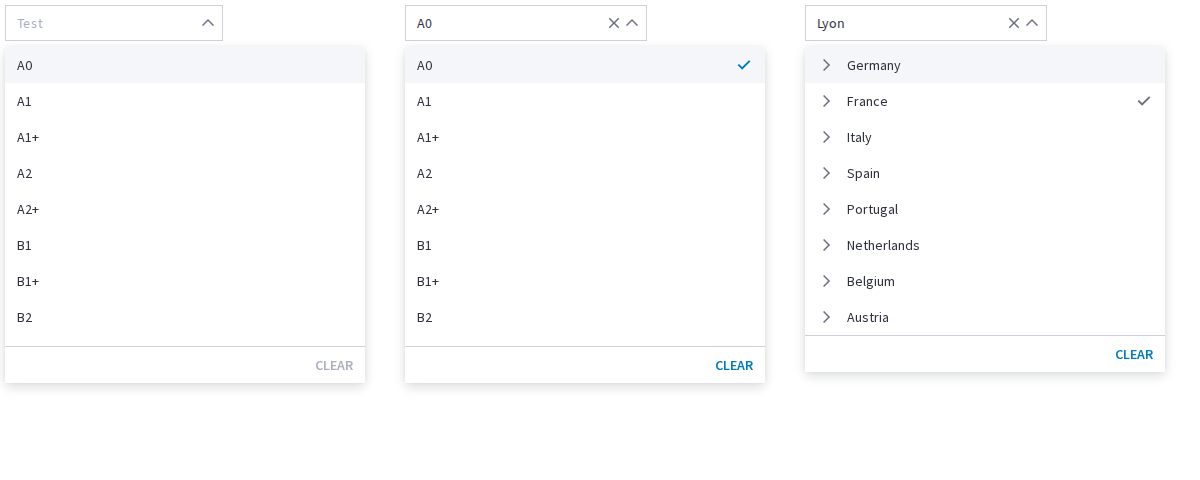 Test
A0
A1
A1+
A2
A2+
B1
B1+
B2
CLEAR
A0
A0
A1
A1+
A2
A2+
B1
B1+
B2
CLEAR
Lyon
Germany
France
Italy
Spain
Portugal
Netherlands
Belgium
Austria
CLEAR